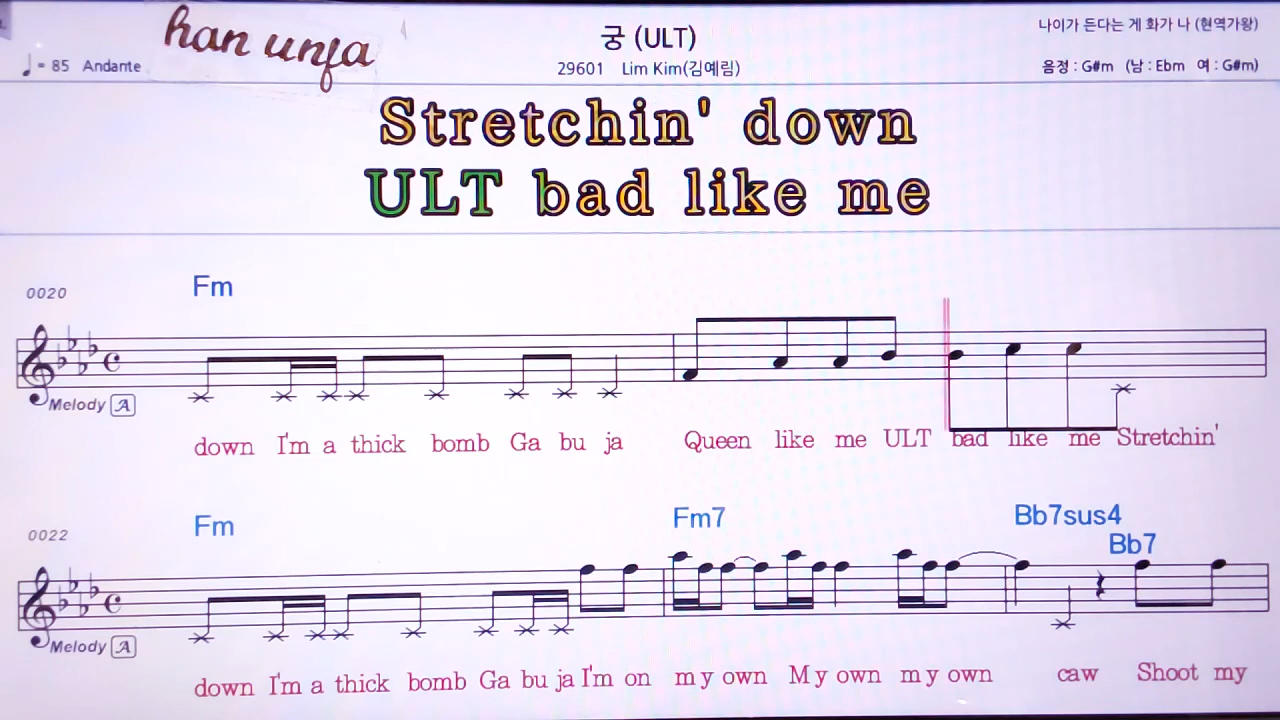 han unja
궁 (ULT)
나이가 든다는 게 화가 나 (현역가왕)
= 85 Andante
29601 Lim Kim(김예림)
음정 : G#m (남 : Ebm 여 : G#m)
Stretchin' down
ULT bad like me
0020
Fm
Melody A
down I'm a thick bomb Ga bu ja Queen like me ULT bad like me Stretchin'
0022
Fm Fm7 Bb7sus4
Bb7
Melody A
down I'm a thick bomb Ga bu ja I'm on my own My own my own caw Shoot my